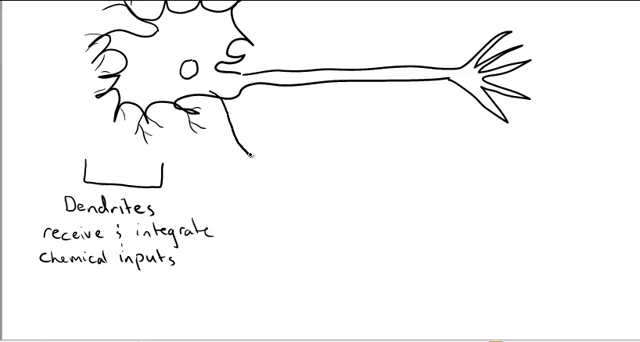 Dendrites
receive & integrate
chemical inputs